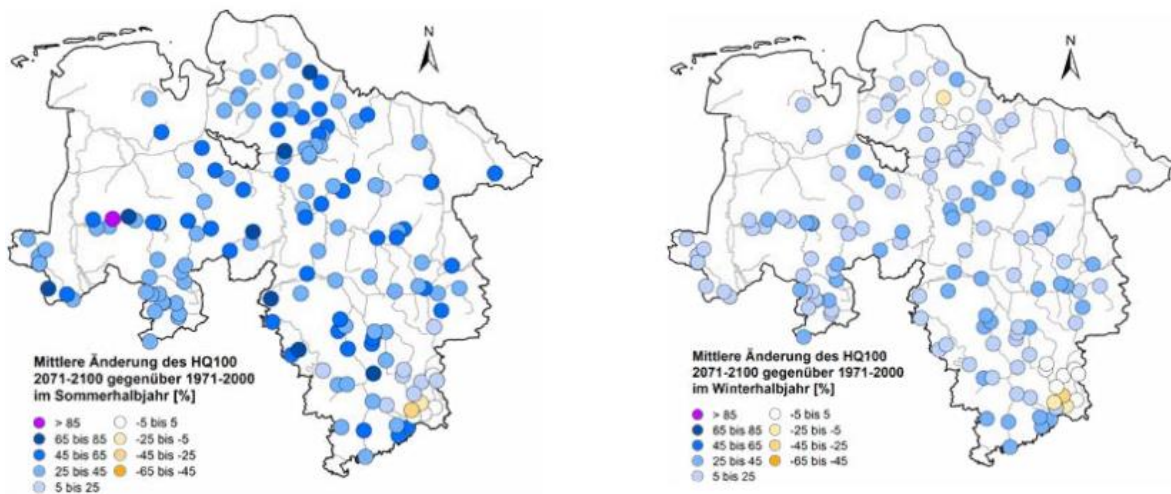 N
Mittlere Änderung des HQ100
2071-2100 gegenüber 1971-2000
im Sommerhalbjahr [%]
> 85
-5 bis 5
65 bis 85
-25 bis -5
45 bis 65
-45 bis -25
25 bis 45
-65 bis -45
5 bis 25
N
Mittlere Änderung des HQ100
2071-2100 gegenüber 1971-2000
im Winterhalbjahr [%]
> 85
-5 bis 5
65 bis 85
-25 bis -5
45 bis 65
-45 bis -25
25 bis 45
-65 bis -45
5 bis 25